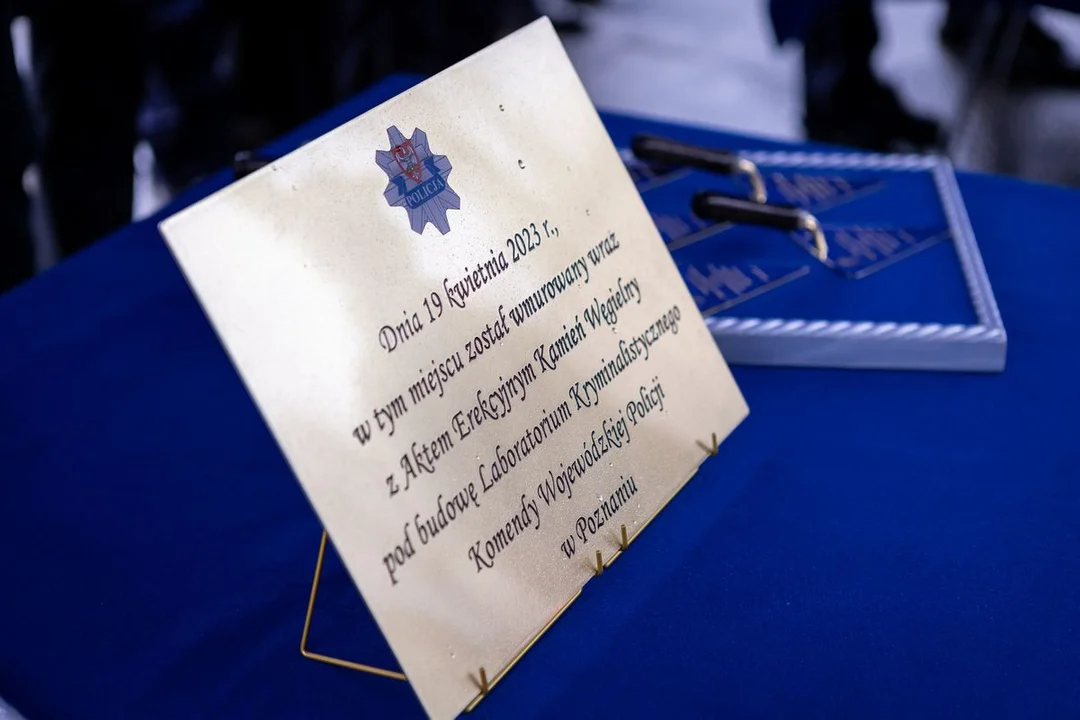 POLICJA
Dnia 19 kwietnia 2023 r.,
w tym miejscu został wmurowany wraz
z Aktem Erekcyjnym Kamień Węgielny
pod budowę Laboratorium Kryminalistycznego
Komendy Wojewódzkiej Policji
w Poznaniu